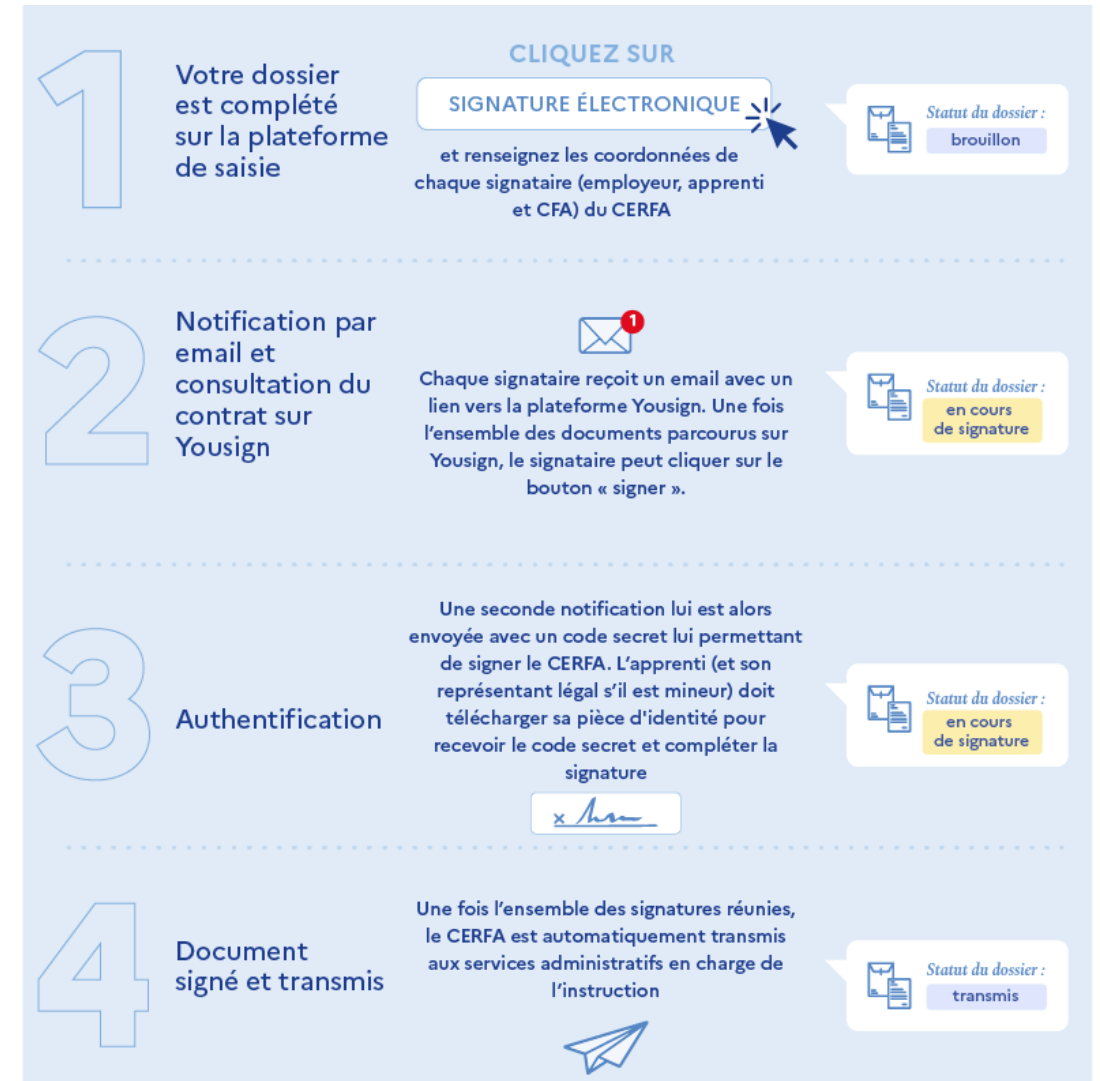 1
Votre dossier
est complété
sur la plateforme
de saisie
CLIQUEZ SUR
SIGNATURE ÉLECTRONIQUE
et renseignez les coordonnées de
chaque signataire (employeur, apprenti
et CFA) du CERFA
Statut du dossier :
brouillon
2
Notification par
email et
consultation du
contrat sur
Yousign
1
Chaque signataire reçoit un email avec un
lien vers la plateforme Yousign. Une fois
l'ensemble des documents parcourus sur
Yousign, le signataire peut cliquer sur le
bouton « signer ».
Statut du dossier :
en cours
de signature
3
Authentification
Une seconde notification lui est alors
envoyée avec un code secret lui permettant
de signer le CERFA. L'apprenti (et son
représentant légal s'il est mineur) doit
télécharger sa pièce d'identité pour
recevoir le code secret et compléter la
signature
x
Statut du dossier :
en cours
de signature
4
Document
signé et transmis
Une fois l'ensemble des signatures réunies,
le CERFA est automatiquement transmis
aux services administratifs en charge de
l'instruction
Statut du dossier :
transmis